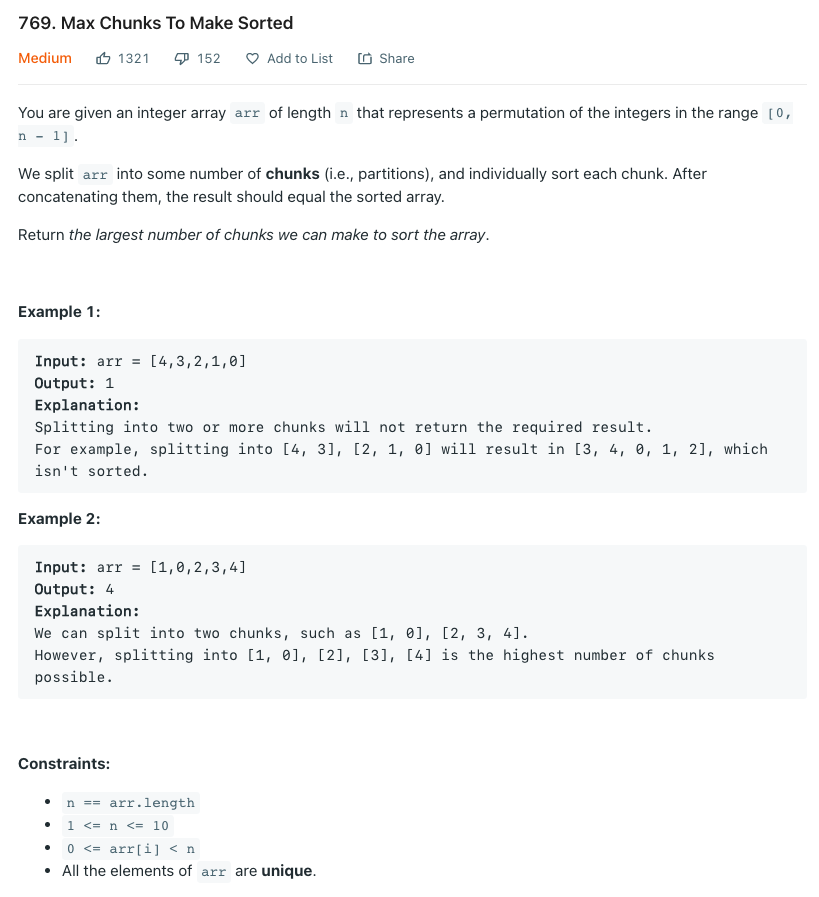 769. Max Chunks To Make Sorted
Medium 1321 152 Add to List Share
You are given an integer array arr of length n that represents a permutation of the integers in the range [0,
n - 1].
We split arr into some number of chunks (i.e., partitions), and individually sort each chunk. After
concatenating them, the result should equal the sorted array.
Return the largest number of chunks we can make to sort the array.
Example 1:
Input: arr = [4,3,2,1,0]
Output: 1
Explanation:
Splitting into two or more chunks will not return the required result.
For example, splitting into [4, 3], [2, 1, 0] will result in [3, 4, 0, 1, 2], which
isn't sorted.
Example 2:
Input: arr = [1,0,2,3,4]
Output: 4
Explanation:
We can split into two chunks, such as [1, 0], [2, 3, 4].
However, splitting into [1, 0], [2], [3], [4] is the highest number of chunks
possible.
Constraints:
• n == arr.length
• 1 <= n <= 10
• 0 <= arr[i] < n
• All the elements of arr are unique.